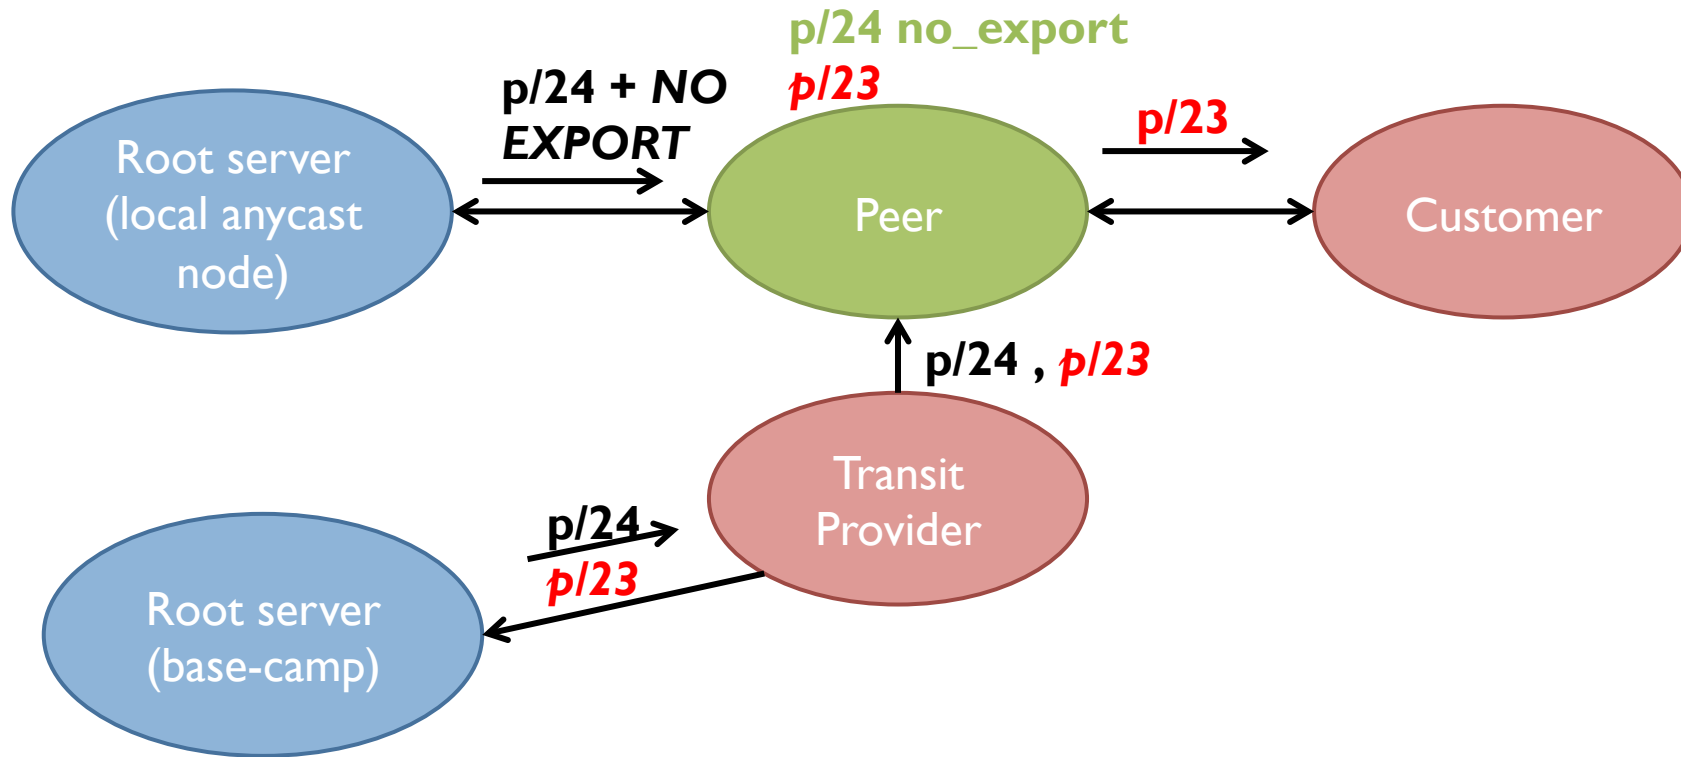 p/24 no_export
p/23
p/24 + NO
EXPORT
p/23
Root server
(local anycast
node)
Peer
Customer
p/24 , p/23
Transit
Provider
p/24
p/23
Root server
(base-camp)